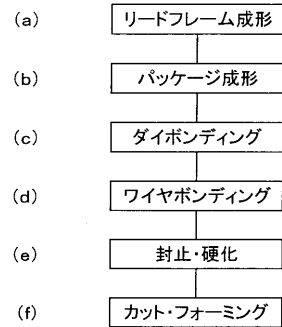 (a) リードフレーム成形
(b) パッケージ成形
(c) ダイボンディング
(d) ワイヤボンディング
(e) 封止・硬化
(f) カット・フォーミング